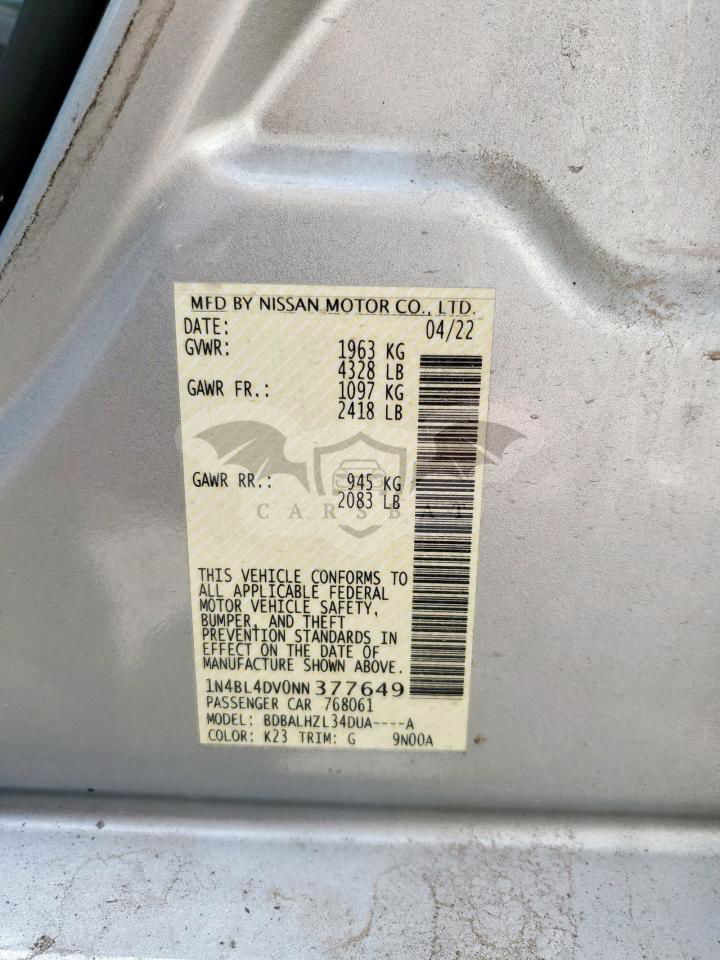 MFD BY NISSAN MOTOR CO., LTD.
DATE: 04/22
GVWR: 1963 KG
4328 LB
GAWR FR.: 1097 KG
2418 LB
GAWR RR.: 945 KG
2083 LB
CARSBAT
THIS VEHICLE CONFORMS TO
ALL APPLICABLE FEDERAL
MOTOR VEHICLE SAFETY,
BUMPER, AND THEFT
PREVENTION STANDARDS IN
EFFECT ON THE DATE OF
MANUFACTURE SHOWN ABOVE.
1N4BL4DV0NN377649
PASSENGER CAR 768061
MODEL: BDBALHZL34DUA----A
COLOR: K23 TRIM: G 9N00A